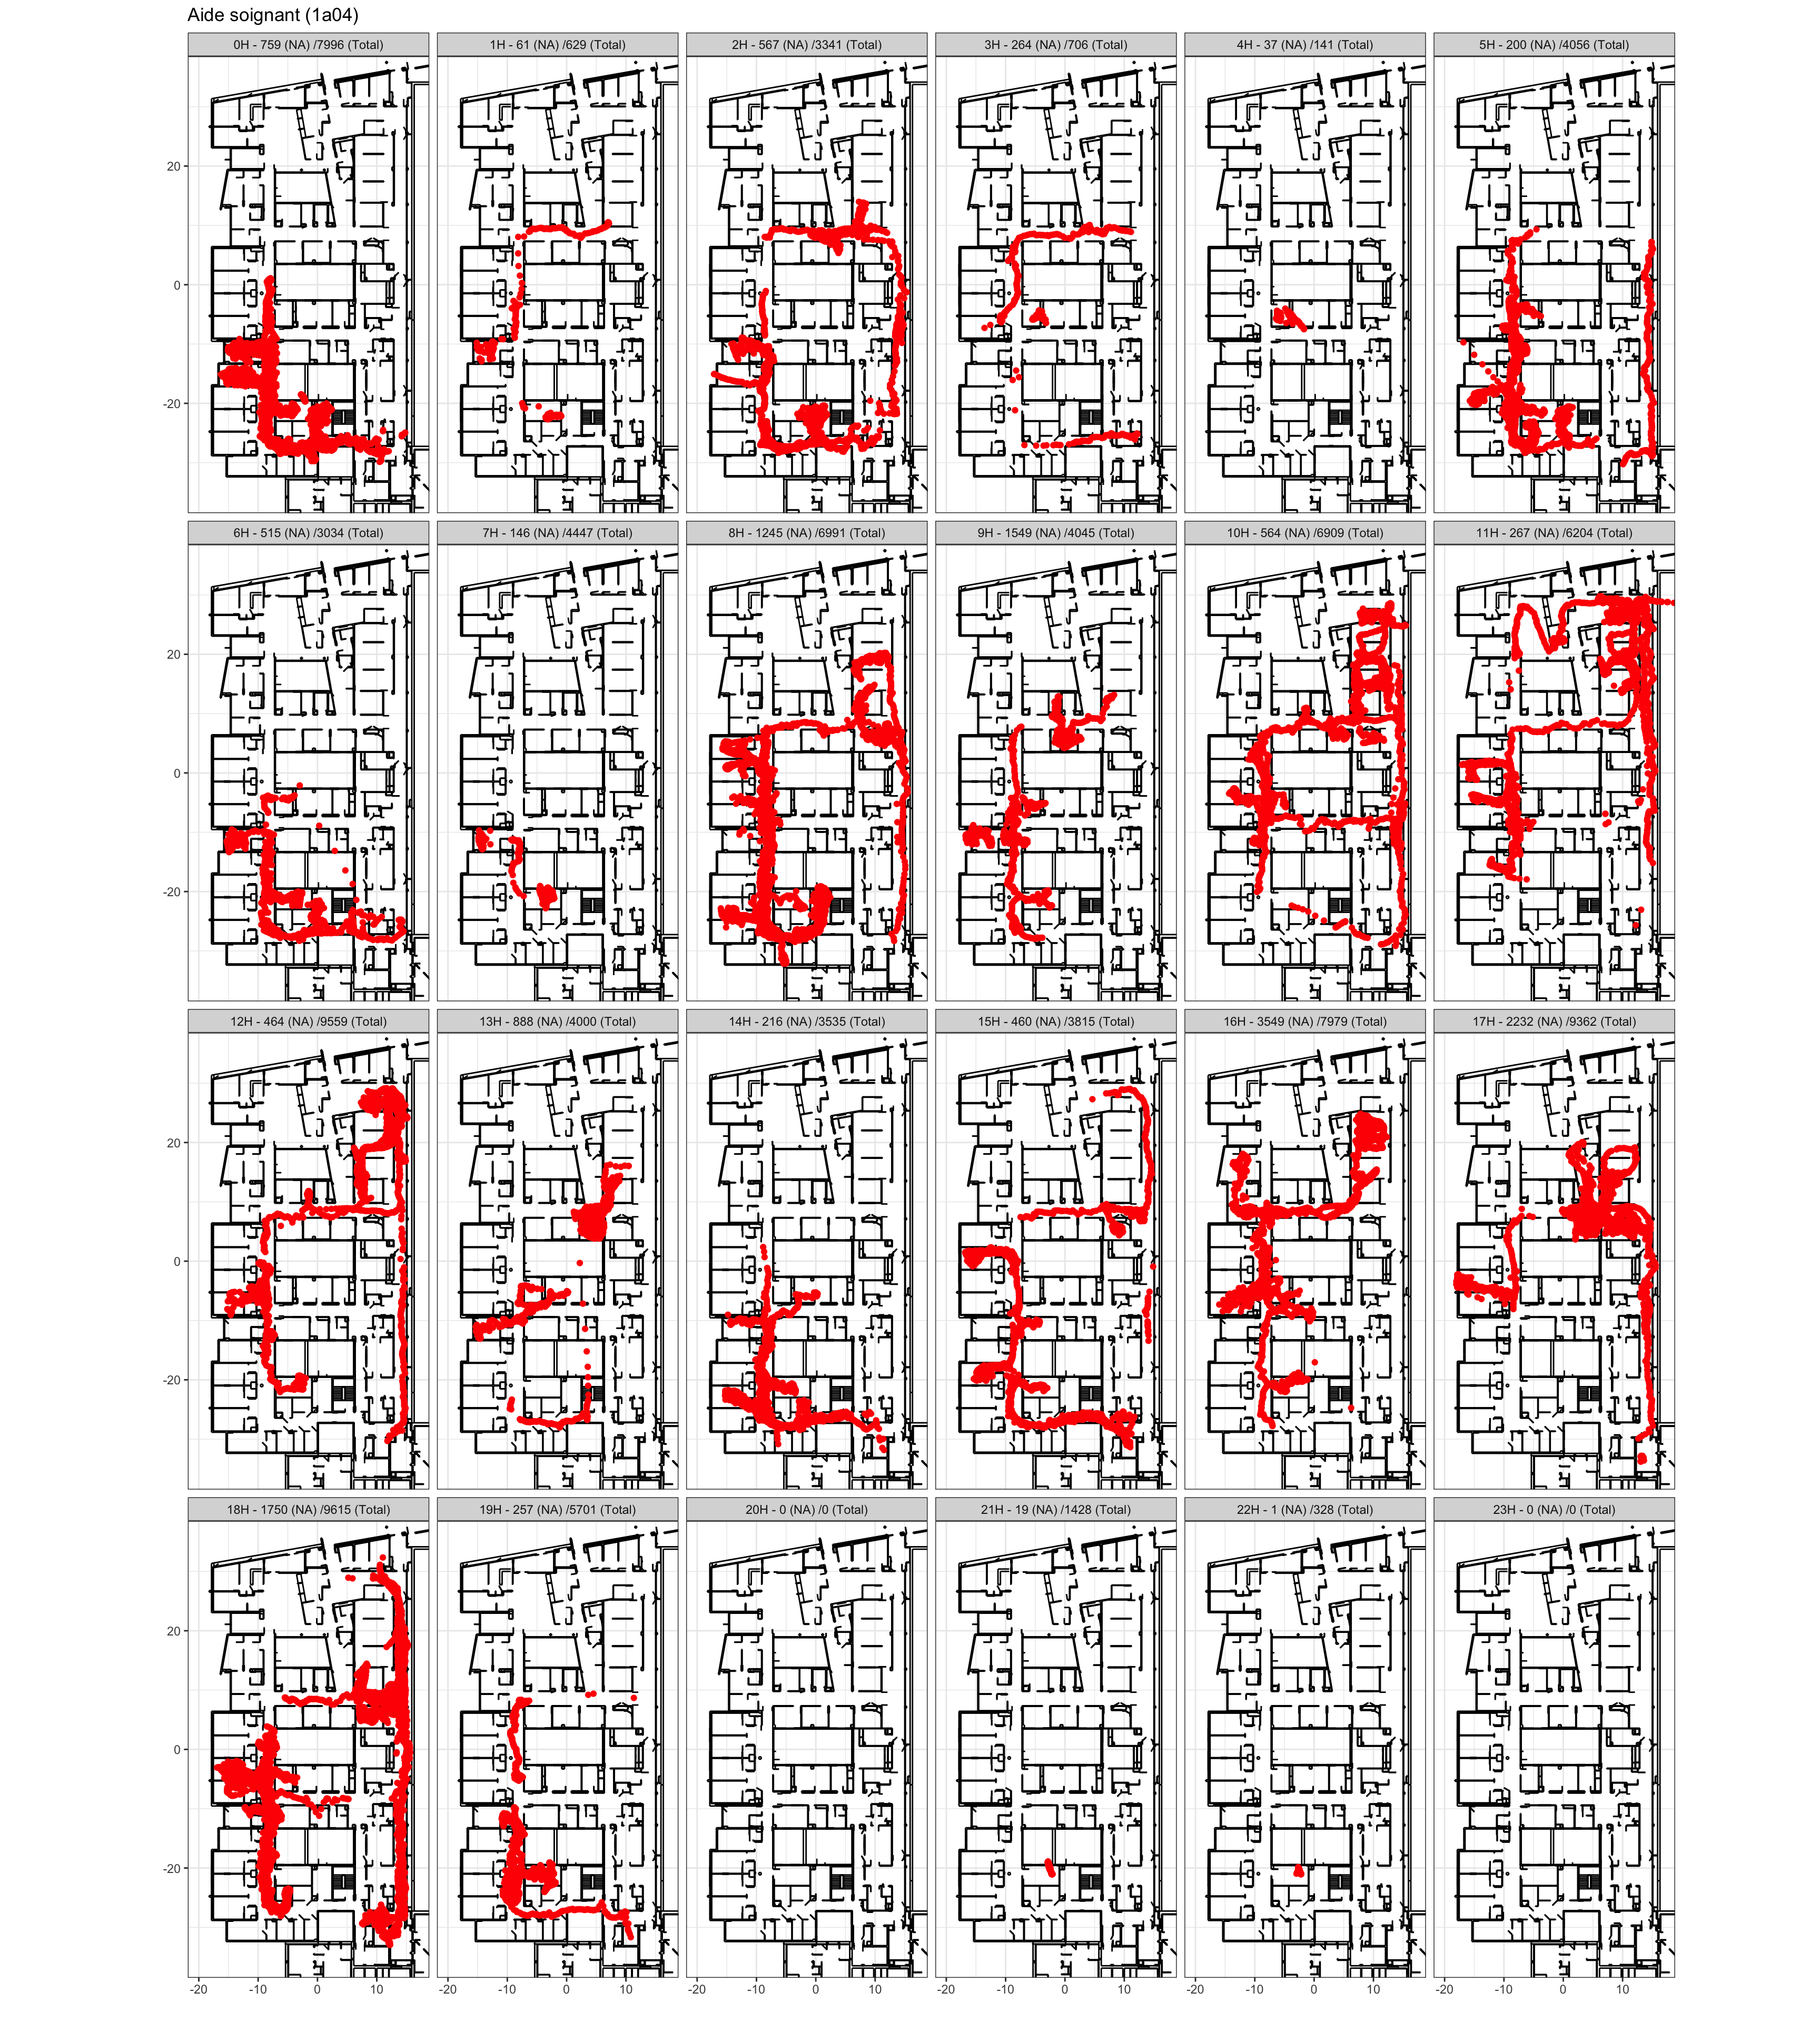 Aide soignant (1a04)
0H - 759 (NA) /7996 (Total) 1H - 61 (NA) /629 (Total) 2H - 567 (NA) /3341 (Total) 3H - 264 (NA) /706 (Total) 4H - 37 (NA) /141 (Total) 5H - 200 (NA) /4056 (Total)
20
0
-20
6H - 515 (NA) /3034 (Total) 7H - 146 (NA) /4447 (Total) 8H - 1245 (NA) /6991 (Total) 9H - 1549 (NA) /4045 (Total) 10H - 564 (NA) /6909 (Total) 11H - 267 (NA) /6204 (Total)
20
0
-20
12H - 464 (NA) /9559 (Total) 13H - 888 (NA) /4000 (Total) 14H - 216 (NA) /3535 (Total) 15H - 460 (NA) /3815 (Total) 16H - 3549 (NA) /7979 (Total) 17H - 2232 (NA) /9362 (Total)
20
0
-20
18H - 1750 (NA) /9615 (Total) 19H - 257 (NA) /5701 (Total) 20H - 0 (NA) /0 (Total) 21H - 19 (NA) /1428 (Total) 22H - 1 (NA) /328 (Total) 23H - 0 (NA) /0 (Total)
20
0
-20
-20 -10 0 10 -20 -10 0 10 -20 -10 0 10 -20 -10 0 10 -20 -10 0 10 -20 -10 0 10